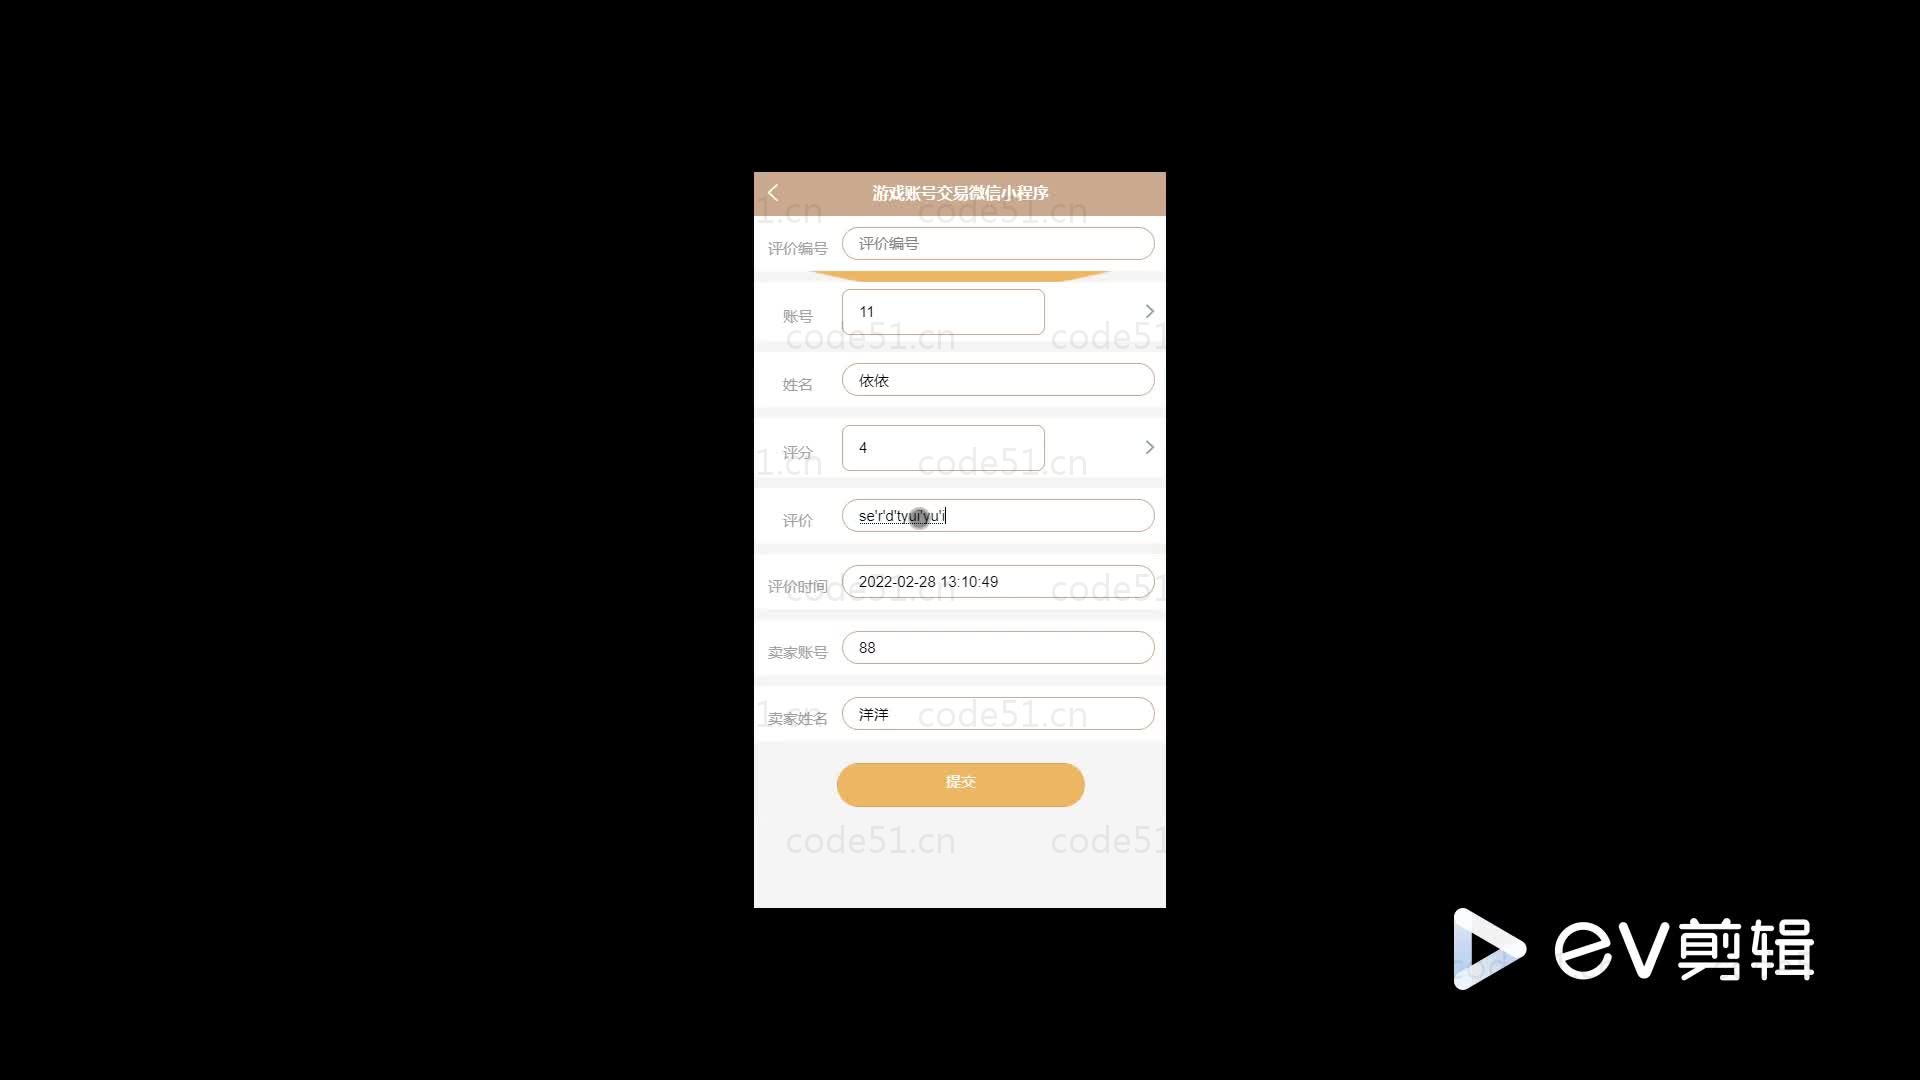 游戏账号交易微信小程序
评价编号 评价编号
账号 11
姓名 依依
评分 4
评价 se'r'd'tyui'yu'i
评价时间 2022-02-28 13:10:49
卖家账号 88
卖家姓名 洋洋
提交
code51.cn
ev剪辑